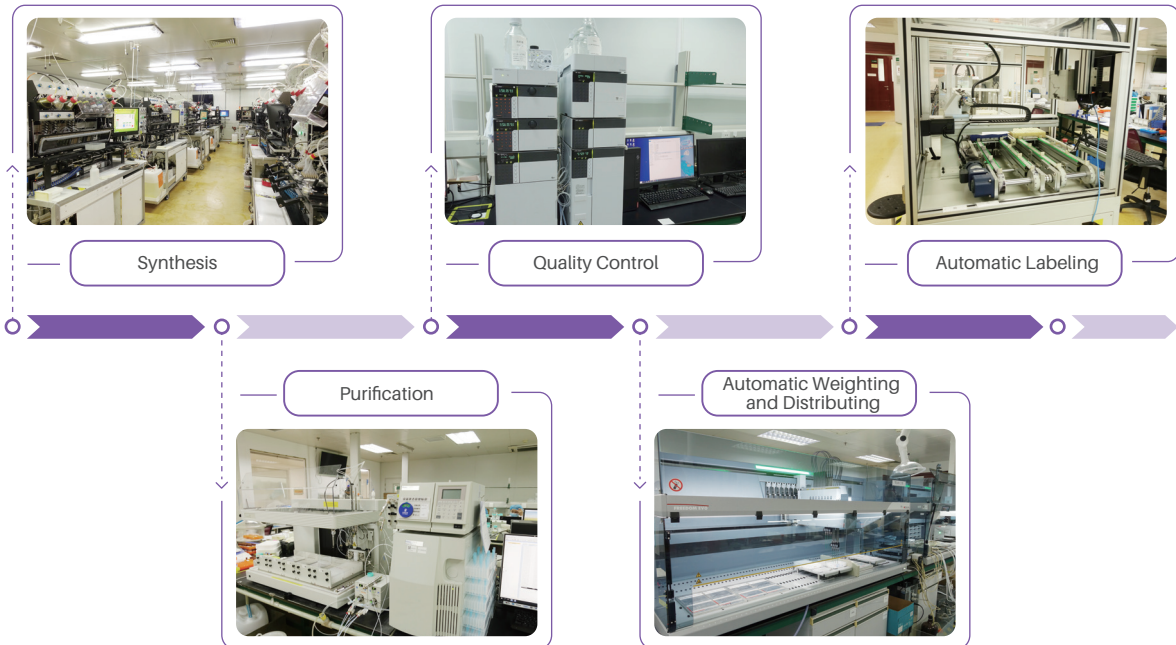 Synthesis
Quality Control
Automatic Labeling
Purification
Automatic Weighting
and Distributing